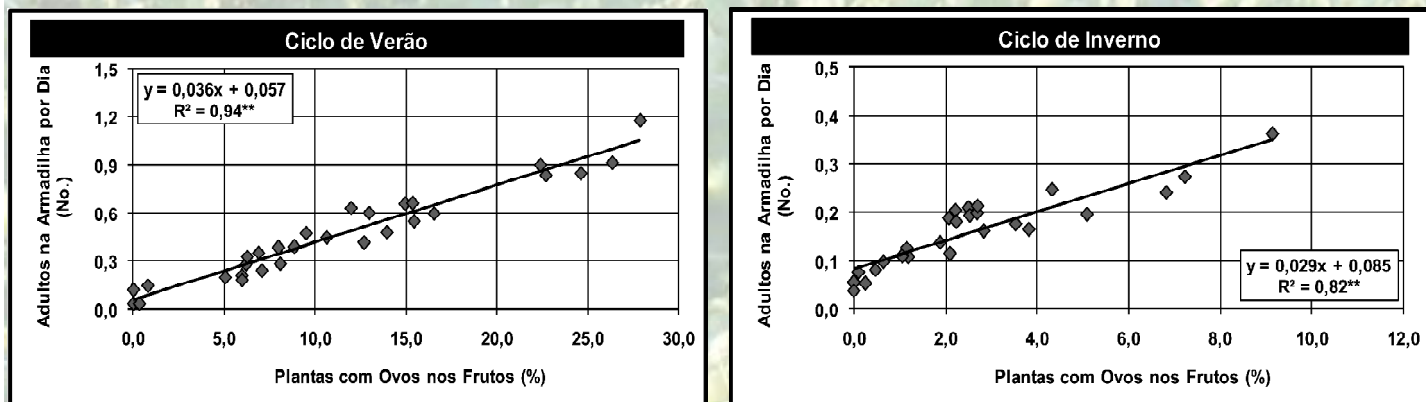 Ciclo de Verão
Adultos na Armadilha por Dia
(No.)
1,5
1,2
0,9
0,6
0,3
0,0
y = 0,036x + 0,057
R² = 0,94**
0,0 5,0 10,0 15,0 20,0 25,0 30,0
Plantas com Ovos nos Frutos (%)
Ciclo de Inverno
Adultos na Armadilha por Dia
(No.)
0,5
0,4
0,3
0,2
0,1
0,0
y = 0,029x + 0,085
R² = 0,82**
0,0 2,0 4,0 6,0 8,0 10,0 12,0
Plantas com Ovos nos Frutos (%)